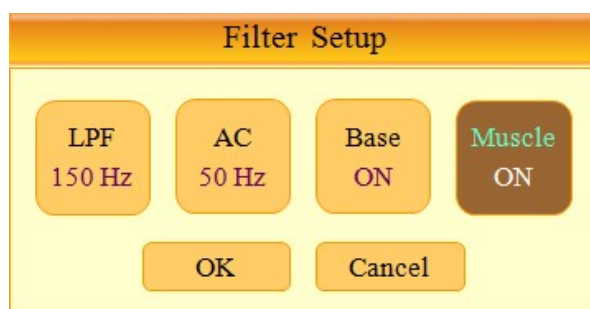 Filter Setup
LPF
150 Hz
AC
50 Hz
Base
ON
Muscle
ON
OK
Cancel